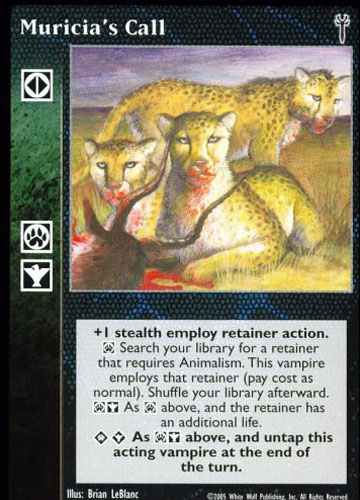 Muricia's Call
+1 stealth employ retainer action.
Search your library for a retainer
that requires Animalism. This vampire
employs that retainer (pay cost as
normal). Shuffle your library afterward.
As above, and the retainer has
an additional life.
As above, and untap this
acting vampire at the end of
the turn.
Illus: Brian LeBlanc
©2005 White Wolf Publishing, Inc. All Rights Reserved